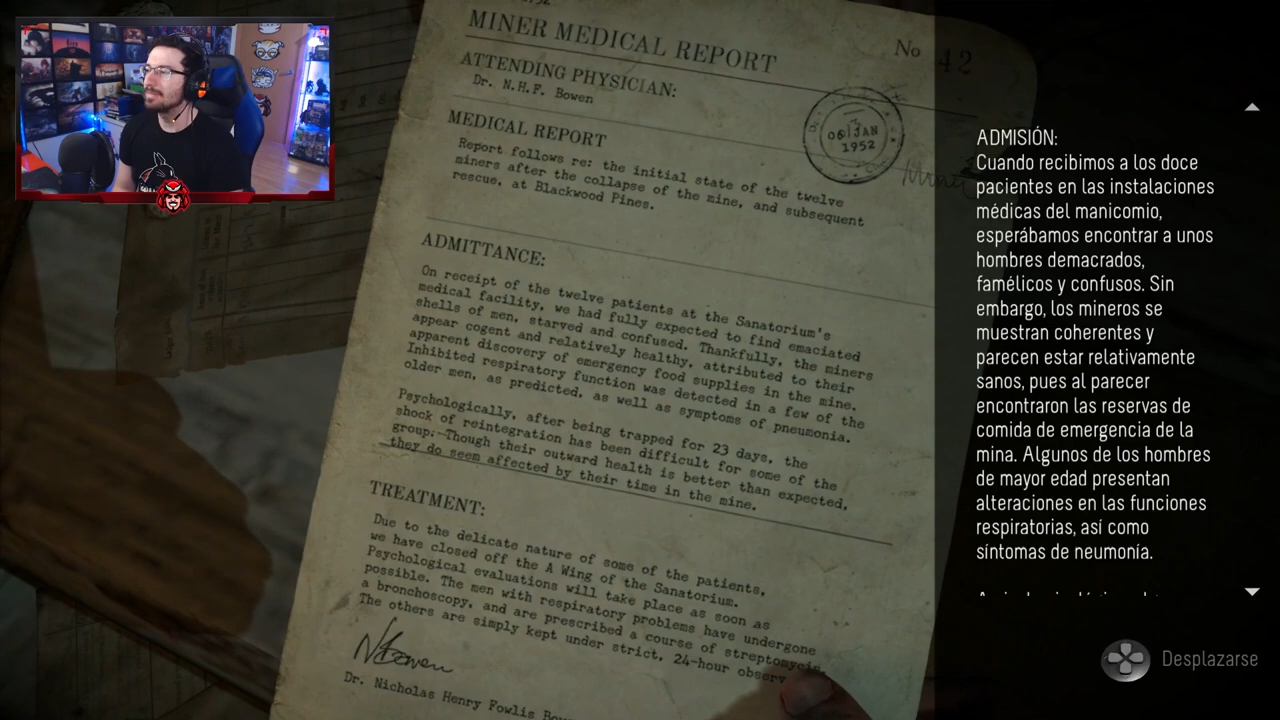 1952
MINER MEDICAL REPORT
No 42
ATTENDING PHYSICIAN:
Dr. N.H.F. Bowen
06 JAN
1952
MEDICAL REPORT
Report follows re: the initial state of the twelve
miners after the collapse of the mine, and subsequent
rescue, at Blackwood Pines.
ADMITTANCE:
On receipt of the twelve patients at the Sanatorium's
medical facility, we had fully expected to find emaciated
shells of men, starved and confused. Thankfully, the miners
appear cogent and relatively healthy, attributed to their
apparent discovery of emergency food supplies in the mine.
Inhibited respiratory function was detected in a few of the
older men, as predicted, as well as symptoms of pneumonia.
Psychologically, after being trapped for 23 days, the
shock of reintegration has been difficult for some of the
group. Though their outward health is better than expected,
they do seem affected by their time in the mine.
TREATMENT:
Due to the delicate nature of some of the patients,
we have closed off the A Wing of the Sanatorium.
Psychological evaluations will take place as soon as
possible. The men with respiratory problems have undergone
a bronchoscopy, and are prescribed a course of streptomycin.
The others are simply kept under strict, 24-hour observ
NBowen
Dr. Nicholas Henry Fowlis Bow
ADMISIÓN:
Cuando recibimos a los doce
pacientes en las instalaciones
médicas del manicomio,
esperábamos encontrar a unos
hombres demacrados,
famélicos y confusos. Sin
embargo, los mineros se
muestran coherentes y
parecen estar relativamente
sanos, pues al parecer
encontraron las reservas de
comida de emergencia de la
mina. Algunos de los hombres
de mayor edad presentan
alteraciones en las funciones
respiratorias, así como
síntomas de neumonía.
Desplazarse